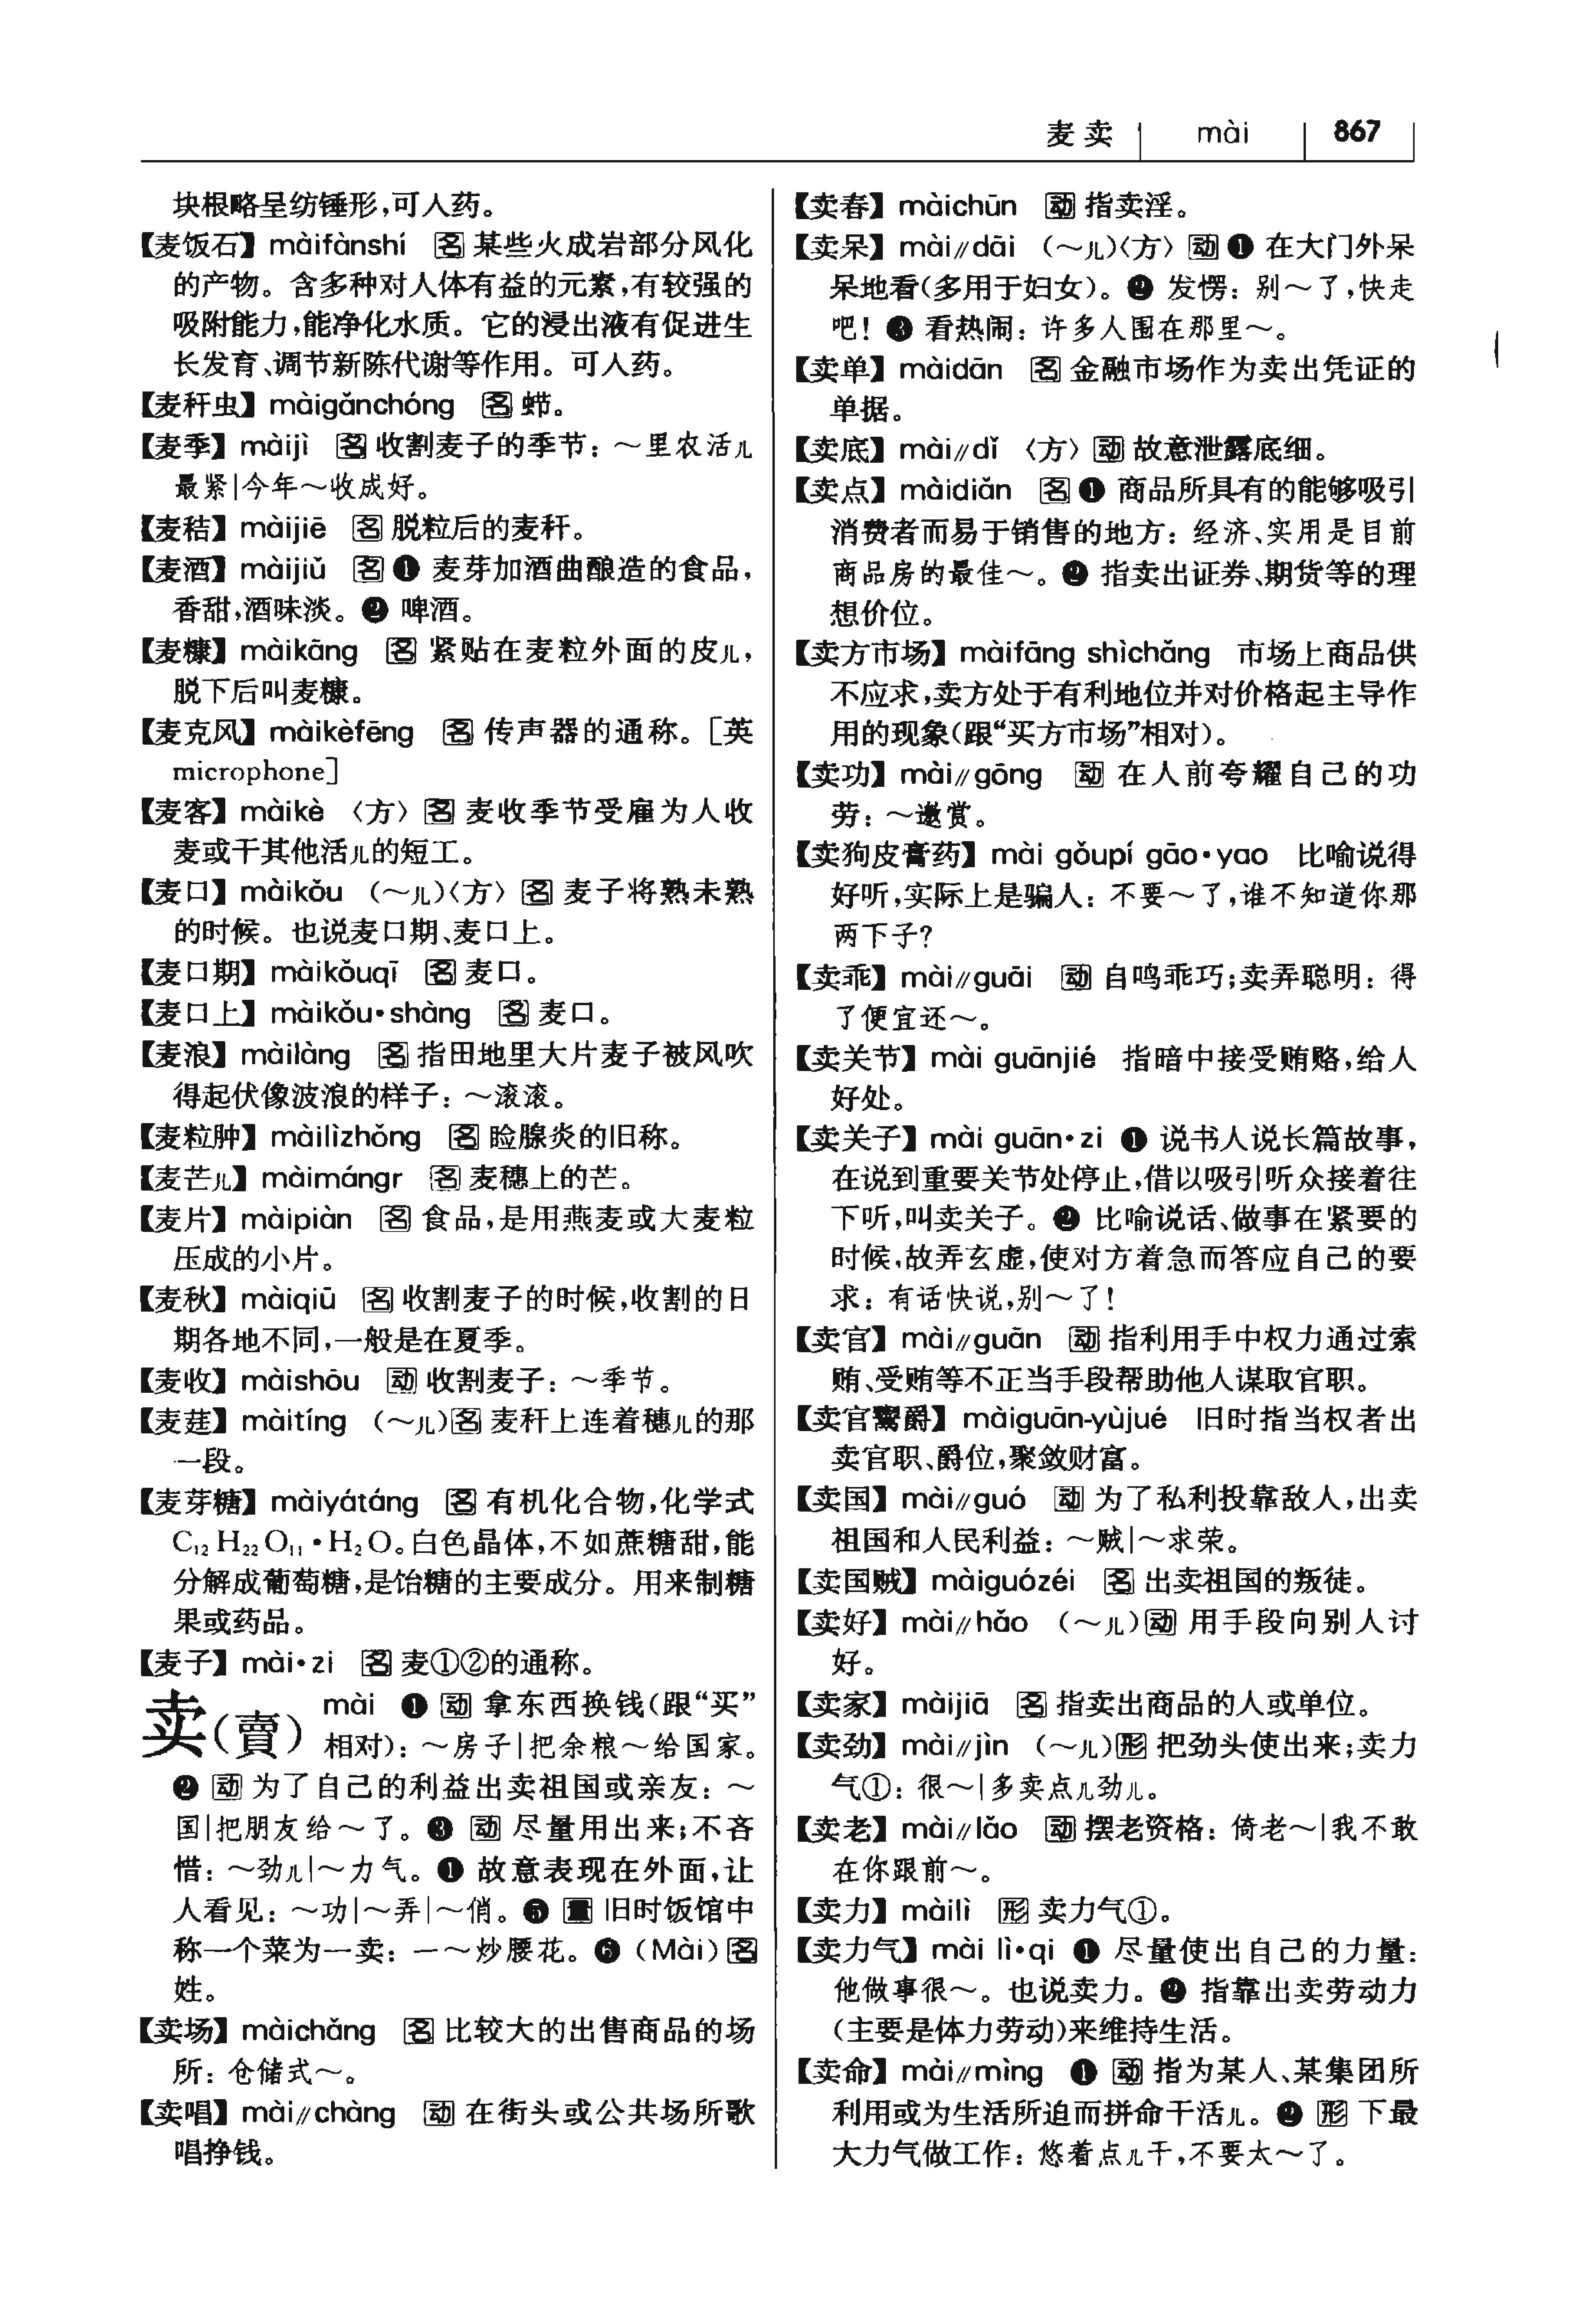 麦 卖 mài 867
块根略呈纺锤形,可入药。
【麦饭石】 màifànshí 名 某些火成岩部分风化
的产物。含多种对人体有益的元素,有较强的
吸附能力,能净化水质。它的浸出液有促进生
长发育、调节新陈代谢等作用。可入药。
【麦秆虫】 màigǎnchóng 名 蛴。
【麦季】 màijì 名 收割麦子的季节:~里农活儿
最紧|今年~收成好。
【麦秸】 màijiē 名 脱粒后的麦秆。
【麦酒】 màijiǔ 名 ❶ 麦芽加酒曲酿造的食品,
香甜,酒味淡。❷ 啤酒。
【麦糠】 màikāng 名 紧贴在麦粒外面的皮儿,
脱下后叫麦糠。
【麦克风】 màikèfēng 名 传声器的通称。[英
microphone]
【麦客】 màikè 〈方〉 名 麦收季节受雇为人收
麦或干其他活儿的短工。
【麦口】 màikǒu (~儿)〈方〉 名 麦子将熟未熟
的时候。也说麦口期、麦口上。
【麦口期】 màikǒuqī 名 麦口。
【麦口上】 màikǒu·shàng 名 麦口。
【麦浪】 màilàng 名 指田地里大片麦子被风吹
得起伏像波浪的样子:~滚滚。
【麦粒肿】 màilìzhǒng 名 睑腺炎的旧称。
【麦芒儿】 màimángr 名 麦穗上的芒。
【麦片】 màipiàn 名 食品,是用燕麦或大麦粒
压成的小片。
【麦秋】 màiqiū 名 收割麦子的时候,收割的日
期各地不同,一般是在夏季。
【麦收】 màishōu 动 收割麦子:~季节。
【麦莛】 màitíng (~儿)名 麦秆上连着穗儿的那
一段。
【麦芽糖】 màiyátáng 名 有机化合物,化学式
C₁₂H₂₂O₁₁·H₂O。白色晶体,不如蔗糖甜,能
分解成葡萄糖,是饴糖的主要成分。用来制糖
果或药品。
【麦子】 mài·zi 名 麦①②的通称。
卖(賣) mài ❶ 动 拿东西换钱(跟“买”
相对):~房子|把余粮~给国家。
❷ 动 为了自己的利益出卖祖国或亲友:~
国|把朋友给~了。❸ 动 尽量用出来;不吝
惜:~劲儿|~力气。❹ 故意表现在外面,让
人看见:~功|~弄|~俏。❺ 量 旧时饭馆中
称一个菜为一卖:一~炒腰花。❻ (Mài) 名
姓。
【卖场】 màichǎng 名 比较大的出售商品的场
所:仓储式~。
【卖唱】 mài//chàng 动 在街头或公共场所歌
唱挣钱。
【卖春】 màichūn 动 指卖淫。
【卖呆】 mài//dāi (~儿)〈方〉 动 ❶ 在大门外呆
呆地看(多用于妇女)。❷ 发愣:别~了,快走
吧!❸ 看热闹:许多人围在那里~。
【卖单】 màidān 名 金融市场作为卖出凭证的
单据。
【卖底】 mài//dǐ 〈方〉 动 故意泄露底细。
【卖点】 màidiǎn 名 ❶ 商品所具有的能够吸引
消费者而易于销售的地方:经济、实用是目前
商品房的最佳~。❷ 指卖出证券、期货等的理
想价位。
【卖方市场】 màifāng shìchǎng 市场上商品供
不应求,卖方处于有利地位并对价格起主导作
用的现象(跟“买方市场”相对)。
【卖功】 mài//gōng 动 在人前夸耀自己的功
劳:~邀赏。
【卖狗皮膏药】 mài gǒupí gāo·yao 比喻说得
好听,实际上是骗人:不要~了,谁不知道你那
两下子?
【卖乖】 mài//guāi 动 自鸣乖巧;卖弄聪明:得
了便宜还~。
【卖关节】 mài guānjié 指暗中接受贿赂,给人
好处。
【卖关子】 mài guān·zi ❶ 说书人说长篇故事,
在说到重要关节处停止,借以吸引听众接着往
下听,叫卖关子。❷ 比喻说话、做事在紧要的
时候,故弄玄虚,使对方着急而答应自己的要
求:有话快说,别~了!
【卖官】 mài//guān 动 指利用手中权力通过索
贿、受贿等不正当手段帮助他人谋取官职。
【卖官鬻爵】 màiguān-yùjué 旧时指当权者出
卖官职、爵位,聚敛财富。
【卖国】 mài//guó 动 为了私利投靠敌人,出卖
祖国和人民利益:~贼|~求荣。
【卖国贼】 màiguózéi 名 出卖祖国的叛徒。
【卖好】 mài//hǎo (~儿)动 用手段向别人讨
好。
【卖家】 màijiā 名 指卖出商品的人或单位。
【卖劲】 mài//jìn (~儿)形 把劲头使出来;卖力
气①:很~|多卖点儿劲儿。
【卖老】 mài//lǎo 动 摆老资格:倚老~|我不敢
在你跟前~。
【卖力】 màilì 形 卖力气①。
【卖力气】 mài lì·qi ❶ 尽量使出自己的力量:
他做事很~。也说卖力。❷ 指靠出卖劳动力
(主要是体力劳动)来维持生活。
【卖命】 mài//mìng ❶ 动 指为某人、某集团所
利用或为生活所迫而拼命干活儿。❷ 形 下最
大力气做工作:悠着点儿干,不要太~了。